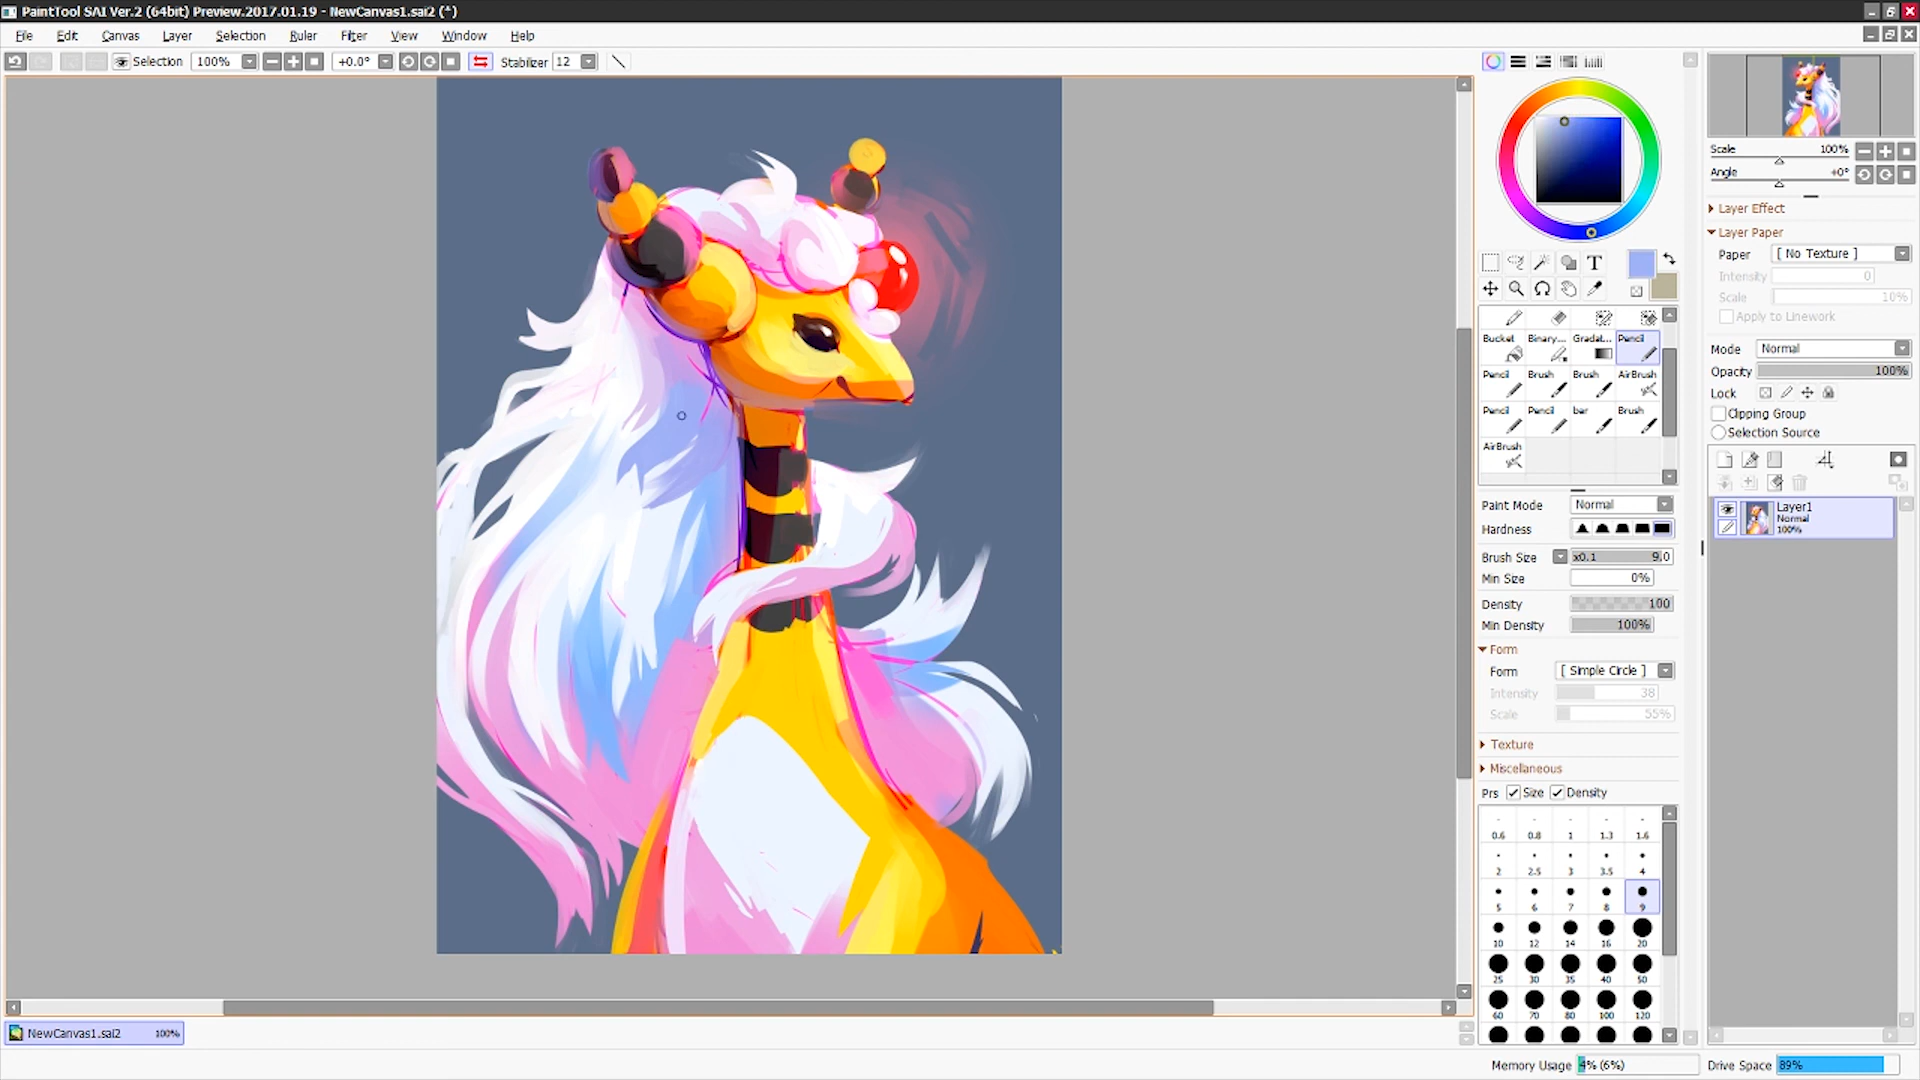 PaintTool SAI Ver.2 (64bit) Preview.2017.01.19 - NewCanvas1.sai2 (*)
File Edit Canvas Layer Selection Ruler Filter View Window Help
Selection 100% +0.0° Stabilizer 12
Scale 100%
Angle +0°
Layer Effect
Layer Paper
Paper [ No Texture ]
Intensity 0
Scale 10%
Apply to Linework
Mode Normal
Opacity 100%
Lock
Clipping Group
Selection Source
Layer1
Normal
100%
T
Bucket Binary... Gradat... Pencil
Pencil Brush Brush AirBrush
Pencil Pencil bar Brush
AirBrush
Paint Mode Normal
Hardness
Brush Size x0.1 9.0
Min Size 0%
Density 100
Min Density 100%
Form
Form [ Simple Circle ]
Intensity 38
Scale 55%
Texture
Miscellaneous
Prs Size Density
0.6 0.8 1 1.3 1.6
2 2.5 3 3.5 4
5 6 7 8 9
10 12 14 16 20
25 30 35 40 50
60 70 80 100 120
NewCanvas1.sai2 100%
Memory Usage 4% (6%) Drive Space 89%